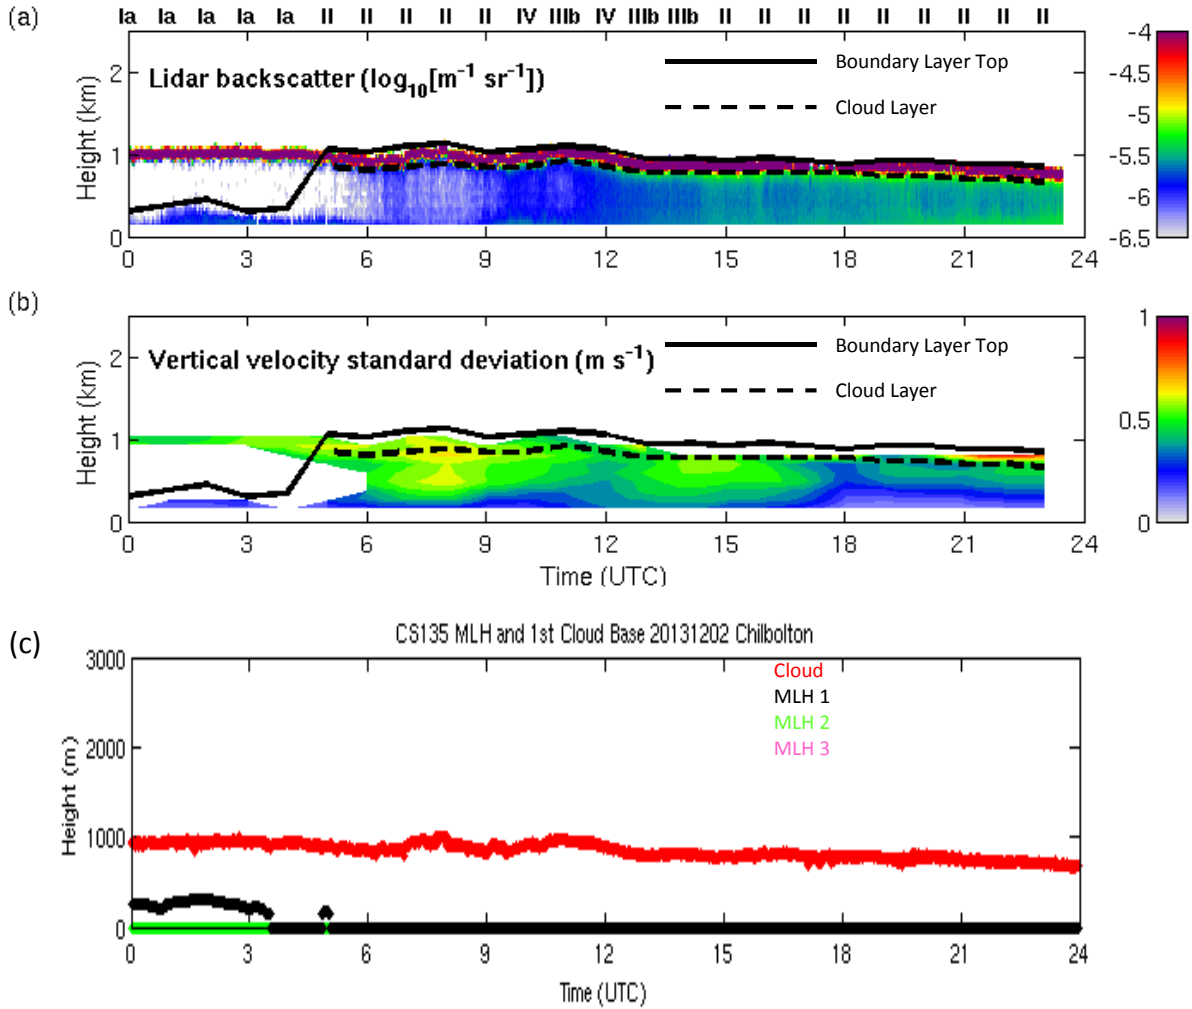 (a) Ia Ia Ia Ia Ia II II II II II IV IIIb IV IIIb IIIb II II II II II II II II II
Lidar backscatter (log10[m-1 sr-1])
Boundary Layer Top
Cloud Layer
Height (km)
2
1
0
0 3 6 9 12 15 18 21 24
-4
-4.5
-5
-5.5
-6
-6.5
(b)
Vertical velocity standard deviation (m s-1)
Boundary Layer Top
Cloud Layer
Height (km)
2
1
0
0 3 6 9 12 15 18 21 24
Time (UTC)
1
0.5
0
(c)
CS135 MLH and 1st Cloud Base 20131202 Chilbolton
Cloud
MLH 1
MLH 2
MLH 3
Height (m)
3000
2000
1000
0
0 3 6 9 12 15 18 21 24
Time (UTC)